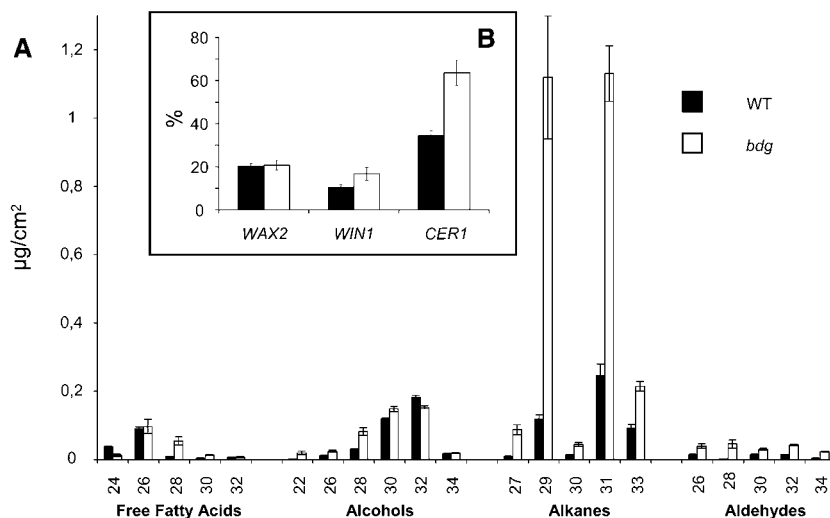 A
B
µg/cm²
1,2
1
0,8
0,6
0,4
0,2
0
%
80
60
40
20
0
WAX2 WIN1 CER1
WT
bdg
24 26 28 30 32 22 26 28 30 32 34 27 29 30 31 33 26 28 30 32 34
Free Fatty Acids Alcohols Alkanes Aldehydes